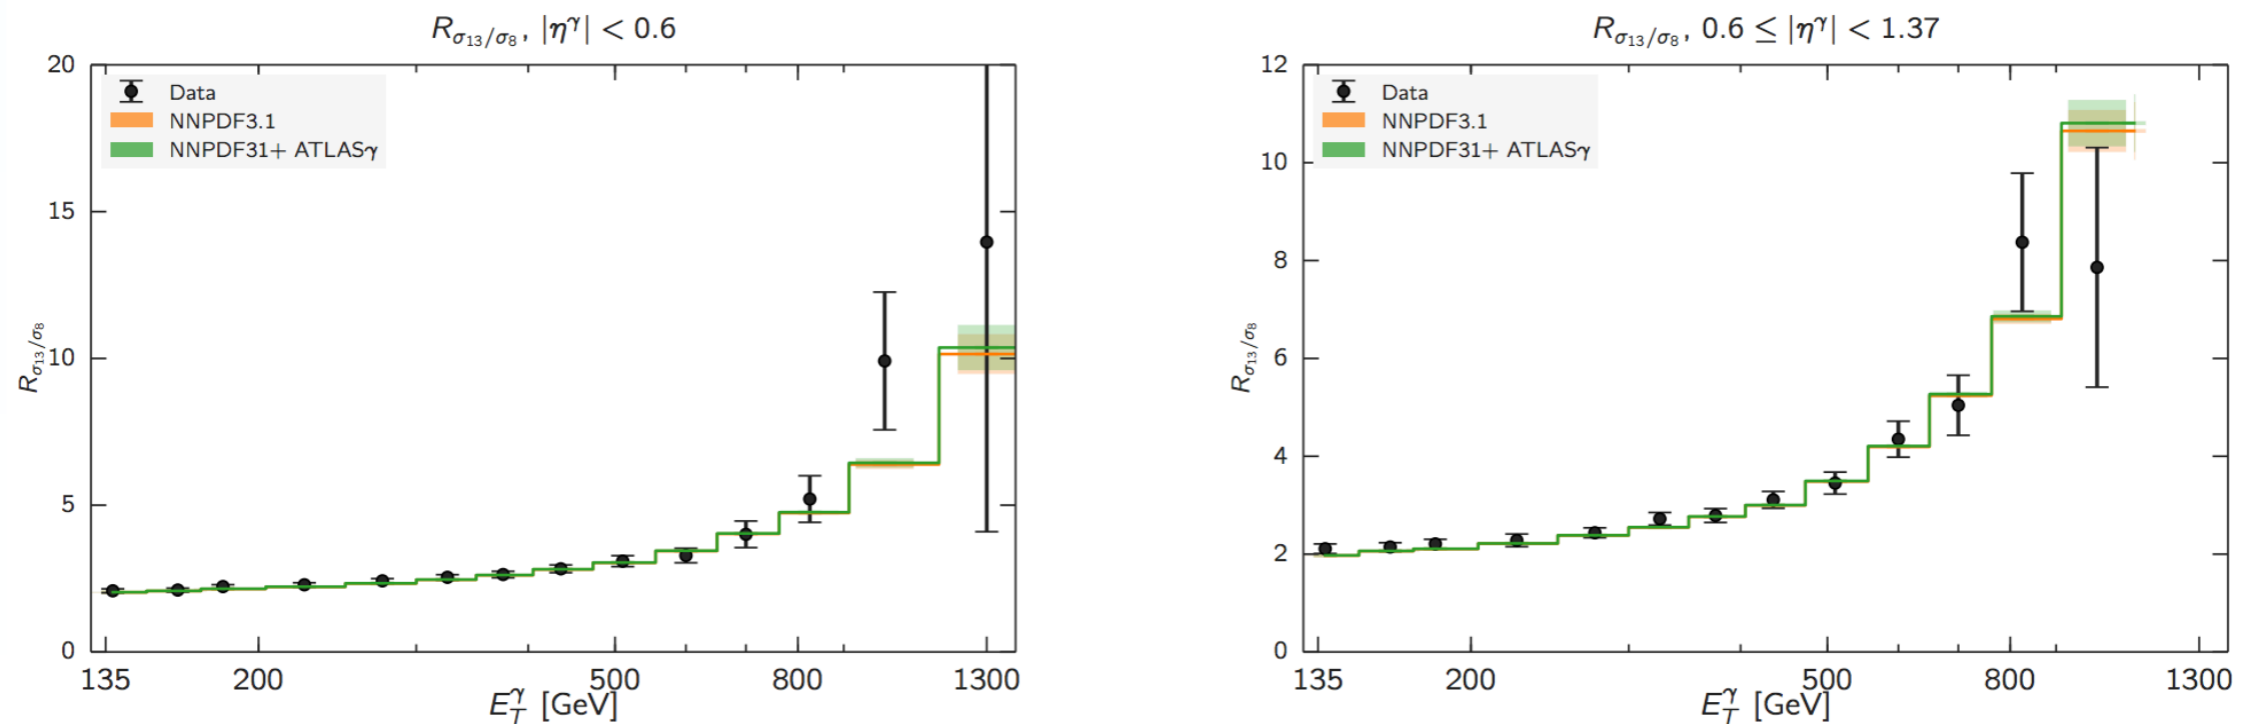 R_{σ13/σ8}, |η^γ| < 0.6
20
15
10
5
0
Data
NNPDF3.1
NNPDF31+ ATLASγ
R_{σ13/σ8}
135 200 500 800 1300
E_T^γ [GeV]
R_{σ13/σ8}, 0.6 ≤ |η^γ| < 1.37
12
10
8
6
4
2
0
Data
NNPDF3.1
NNPDF31+ ATLASγ
R_{σ13/σ8}
135 200 500 800 1300
E_T^γ [GeV]